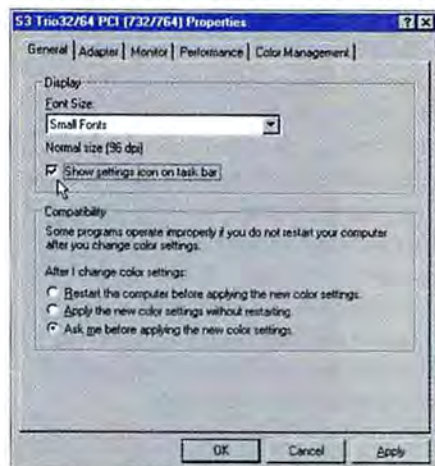 S3 Trio32/64 PCI (732/764) Properties
General Adapter Monitor Performance Color Management
Display
Font Size:
Small Fonts
Normal size (96 dpi)
Show settings icon on task bar
Compatibility
Some programs operate improperly if you do not restart your computer
after you change color settings.
After I change color settings:
Restart the computer before applying the new color settings.
Apply the new color settings without restarting.
Ask me before applying the new color settings.
OK Cancel Apply